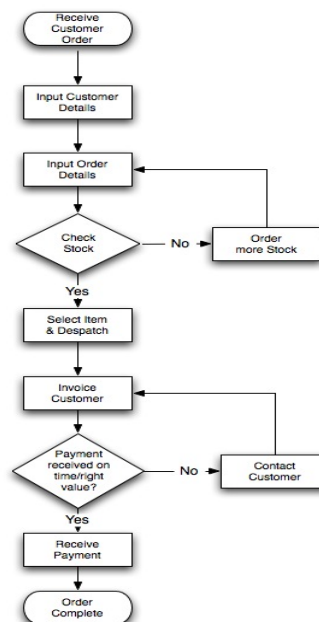 Receive
Customer
Order
Input Customer
Details
Input Order
Details
Check
Stock
No
Order
more Stock
Yes
Select Item
& Despatch
Invoice
Customer
Payment
received on
time/right
value?
No
Contact
Customer
Yes
Receive
Payment
Order
Complete